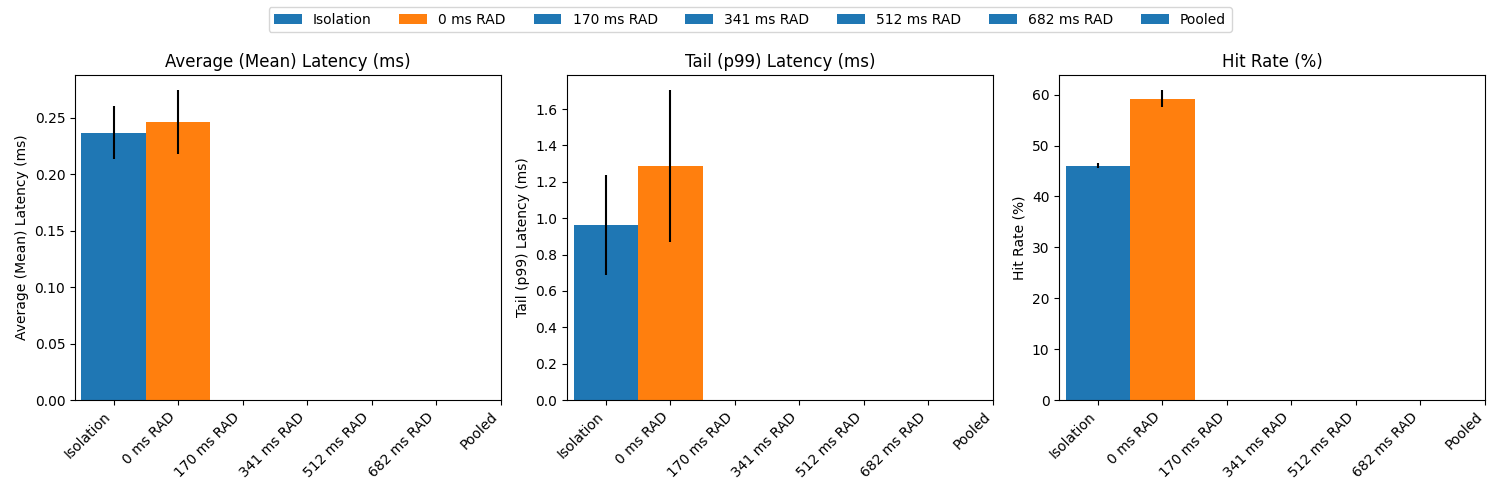 Isolation 0 ms RAD 170 ms RAD 341 ms RAD 512 ms RAD 682 ms RAD Pooled
Average (Mean) Latency (ms)
Average (Mean) Latency (ms)
0.25
0.20
0.15
0.10
0.05
0.00
Isolation
0 ms RAD
170 ms RAD
341 ms RAD
512 ms RAD
682 ms RAD
Pooled
Tail (p99) Latency (ms)
Tail (p99) Latency (ms)
1.6
1.4
1.2
1.0
0.8
0.6
0.4
0.2
0.0
Isolation
0 ms RAD
170 ms RAD
341 ms RAD
512 ms RAD
682 ms RAD
Pooled
Hit Rate (%)
Hit Rate (%)
60
50
40
30
20
10
0
Isolation
0 ms RAD
170 ms RAD
341 ms RAD
512 ms RAD
682 ms RAD
Pooled